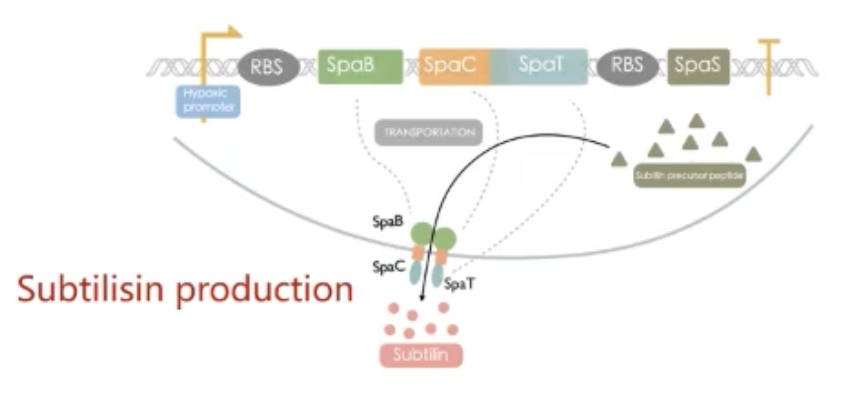 RBS
SpaB
SpaC
SpaT
RBS
SpaS
Hypoxic
promoter
TRANSPORTATION
Subtilin precursor peptide
SpaB
SpaC
SpaT
Subtilisin production
Subtilin